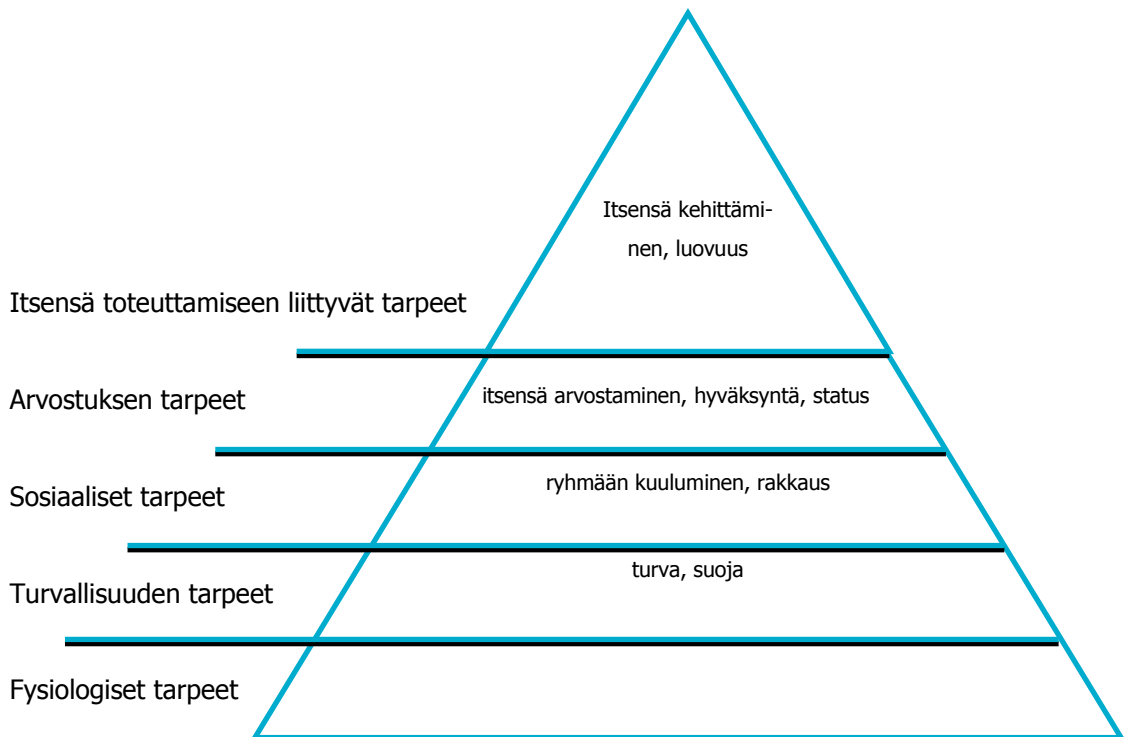 Itsensä kehittämi-
nen, luovuus
Itsensä toteuttamiseen liittyvät tarpeet
Arvostuksen tarpeet
itsensä arvostaminen, hyväksyntä, status
Sosiaaliset tarpeet
ryhmään kuuluminen, rakkaus
Turvallisuuden tarpeet
turva, suoja
Fysiologiset tarpeet